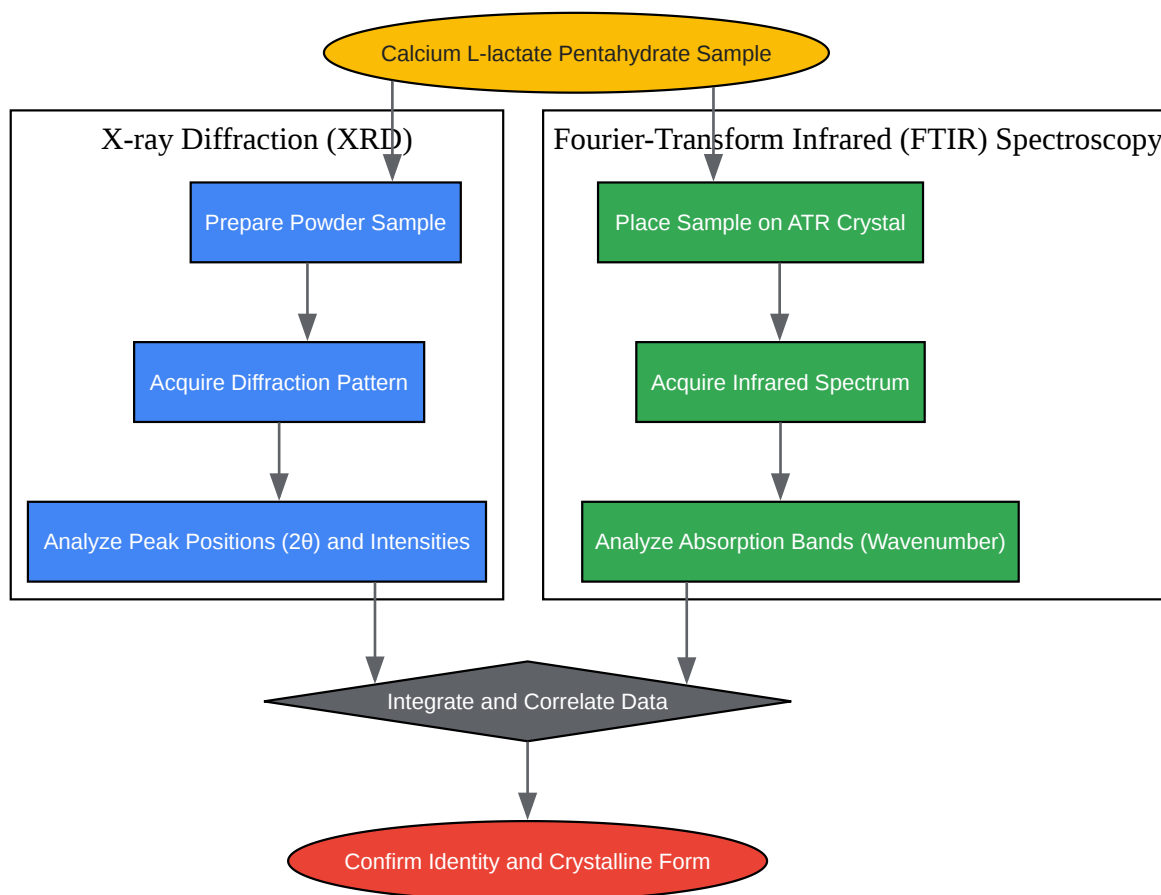 Calcium L-lactate Pentahydrate Sample
X-ray Diffraction (XRD)
Prepare Powder Sample
Acquire Diffraction Pattern
Analyze Peak Positions (2θ) and Intensities
Fourier-Transform Infrared (FTIR) Spectroscopy
Place Sample on ATR Crystal
Acquire Infrared Spectrum
Analyze Absorption Bands (Wavenumber)
Integrate and Correlate Data
Confirm Identity and Crystalline Form